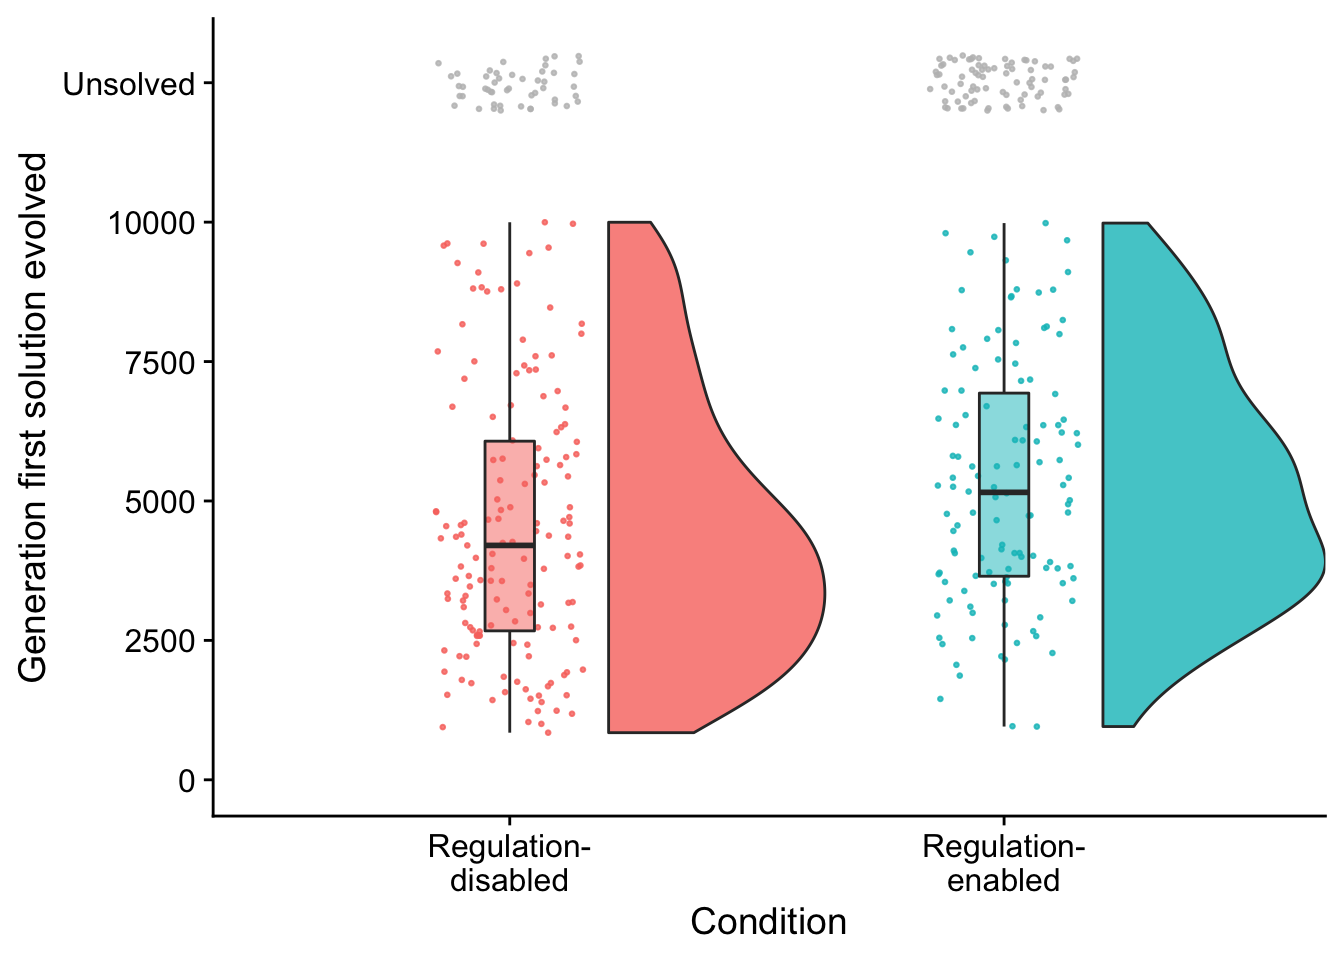 Generation first solution evolved
Unsolved
10000
7500
5000
2500
0
Regulation-
disabled
Regulation-
enabled
Condition